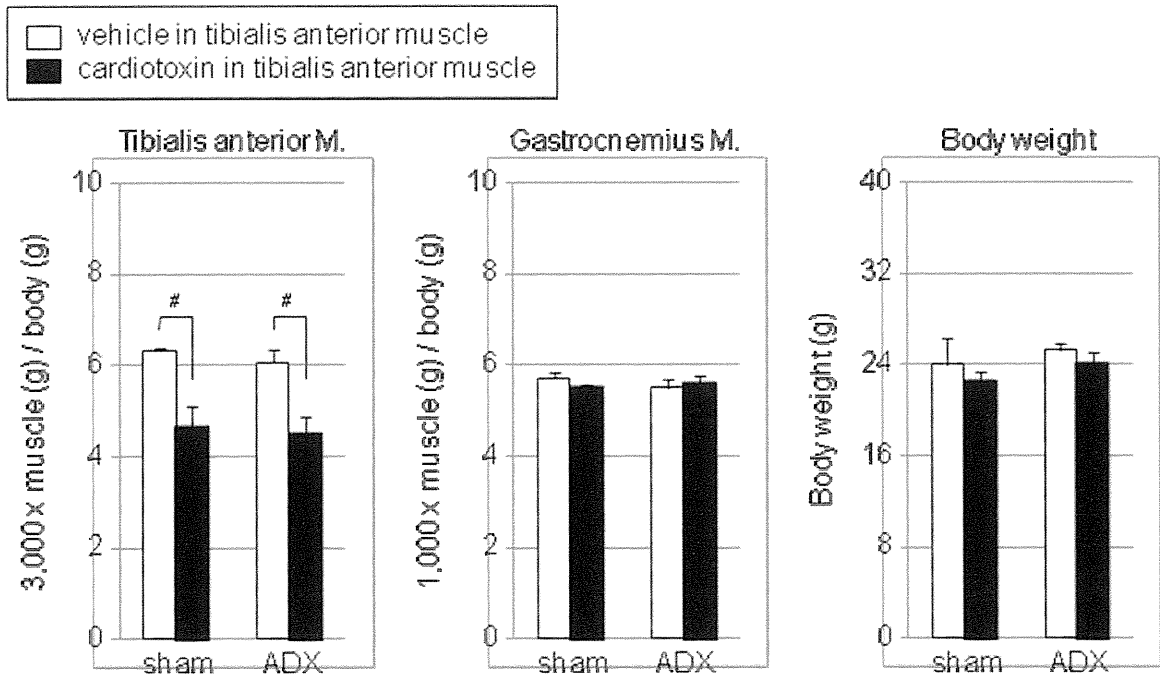 vehicle in tibialis anterior muscle
cardiotoxin in tibialis anterior muscle
Tibialis anterior M.
3,000x muscle (g) / body (g)
10
8
6
4
2
0
#
#
sham ADX
Gastrocnemius M.
1,000x muscle (g) / body (g)
10
8
6
4
2
0
sham ADX
Body weight
Body weight (g)
40
32
24
16
8
0
sham ADX